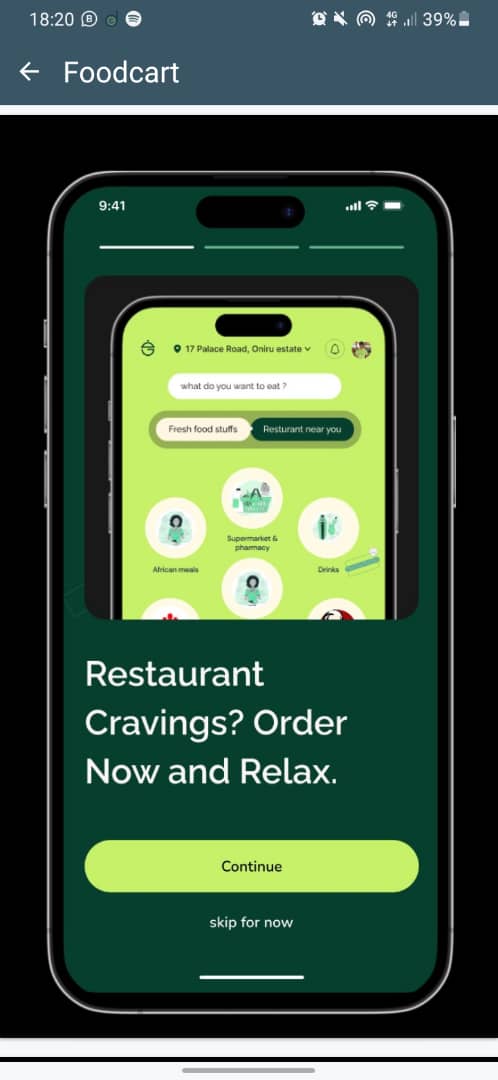 18:20
4G
39%
Foodcart
9:41
17 Palace Road, Oniru estate
what do you want to eat ?
Fresh food stuffs
Resturant near you
Supermarket &
pharmacy
African meals
Drinks
Restaurant
Cravings? Order
Now and Relax.
Continue
skip for now